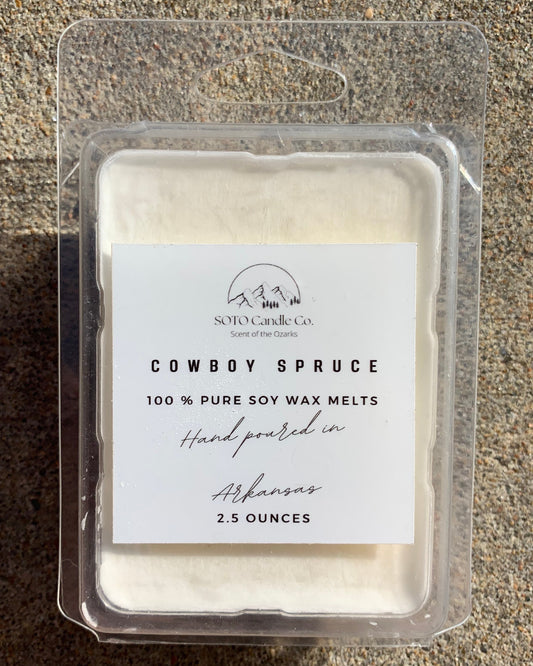 SOTO Candle Co.
Scent of the Ozarks
COWBOY SPRUCE
100 % PURE SOY WAX MELTS
Hand poured in
Arkansas
2.5 OUNCES